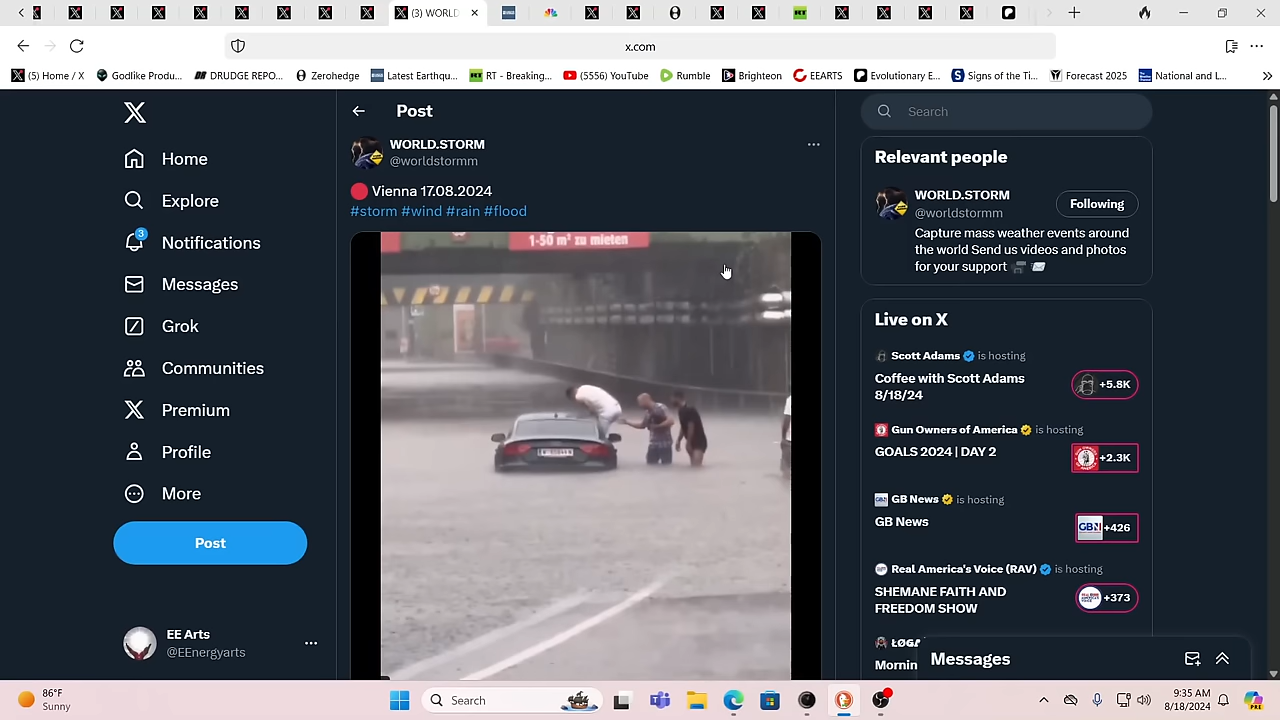 (3) WORLD
x.com
(5) Home / X
Godlike Produ...
DRUDGE REPO...
Zerohedge
Latest Earthqu...
RT - Breaking...
(5556) YouTube
Rumble
Brighteon
EEARTS
Evolutionary E...
Signs of the Ti...
Forecast 2025
National and L...
Home
Explore
3
Notifications
Messages
Grok
Communities
Premium
Profile
More
Post
EE Arts
@EEnergyarts
Post
WORLD.STORM
@worldstormm
Vienna 17.08.2024
#storm #wind #rain #flood
1-50 m³ zu mieten
Search
Relevant people
WORLD.STORM
@worldstormm
Following
Capture mass weather events around
the world Send us videos and photos
for your support
Live on X
Scott Adams is hosting
Coffee with Scott Adams
8/18/24
+5.8K
Gun Owners of America is hosting
GOALS 2024 | DAY 2
+2.3K
GB News is hosting
GB News
GBN
+426
Real America's Voice (RAV) is hosting
SHEMANE FAITH AND
FREEDOM SHOW
+373
Mornin
Messages
86°F
Sunny
Search
9:35 AM
8/18/2024